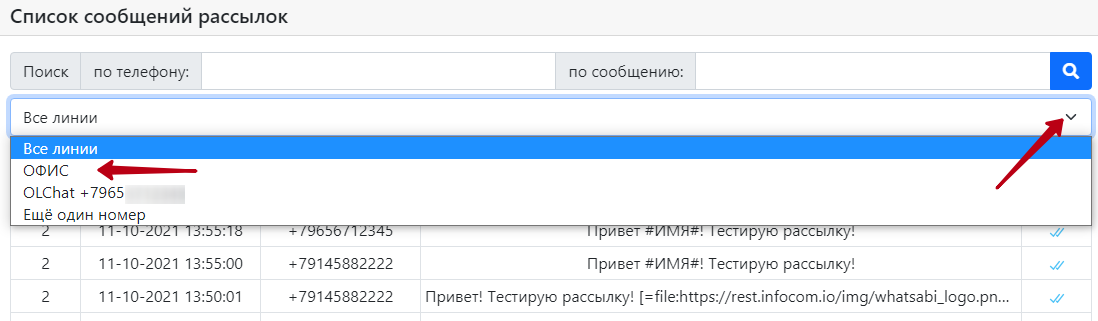 Список сообщений рассылок
Поиск по телефону: по сообщению:
Все линии
Все линии
ОФИС
OLChat +7965
Ещё один номер
2 11-10-2021 13:55:18 +79656712345 Привет #ИМЯ#! Тестирую рассылку!
2 11-10-2021 13:55:00 +79145882222 Привет #ИМЯ#! Тестирую рассылку!
2 11-10-2021 13:50:01 +79145882222 Привет! Тестирую рассылку! [=file:https://rest.infocom.io/img/whatsabi_logo.pn...